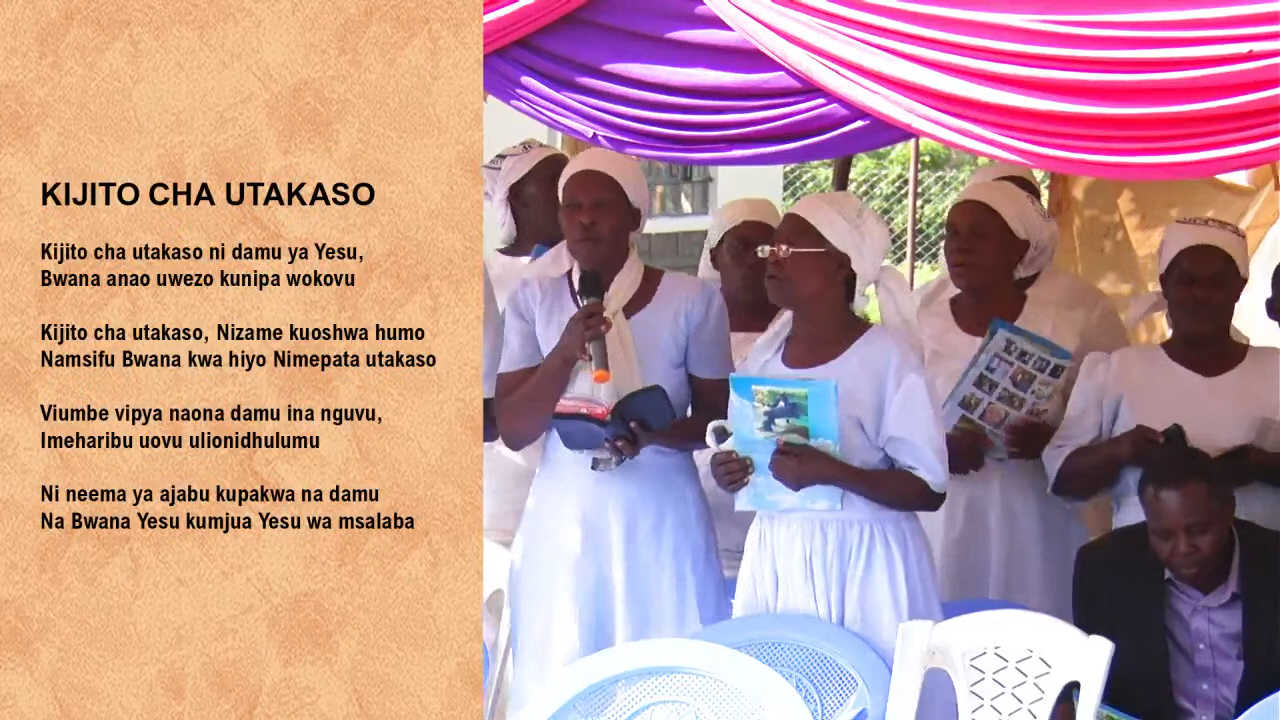 KIJITO CHA UTAKASO
Kijito cha utakaso ni damu ya Yesu,
Bwana anao uwezo kunipa wokovu
Kijito cha utakaso, Nizame kuoshwa humo
Namsifu Bwana kwa hiyo Nimepata utakaso
Viumbe vipya naona damu ina nguvu,
Imeharibu uovu ulionidhulumu
Ni neema ya ajabu kupakwa na damu
Na Bwana Yesu kumjua Yesu wa msalaba